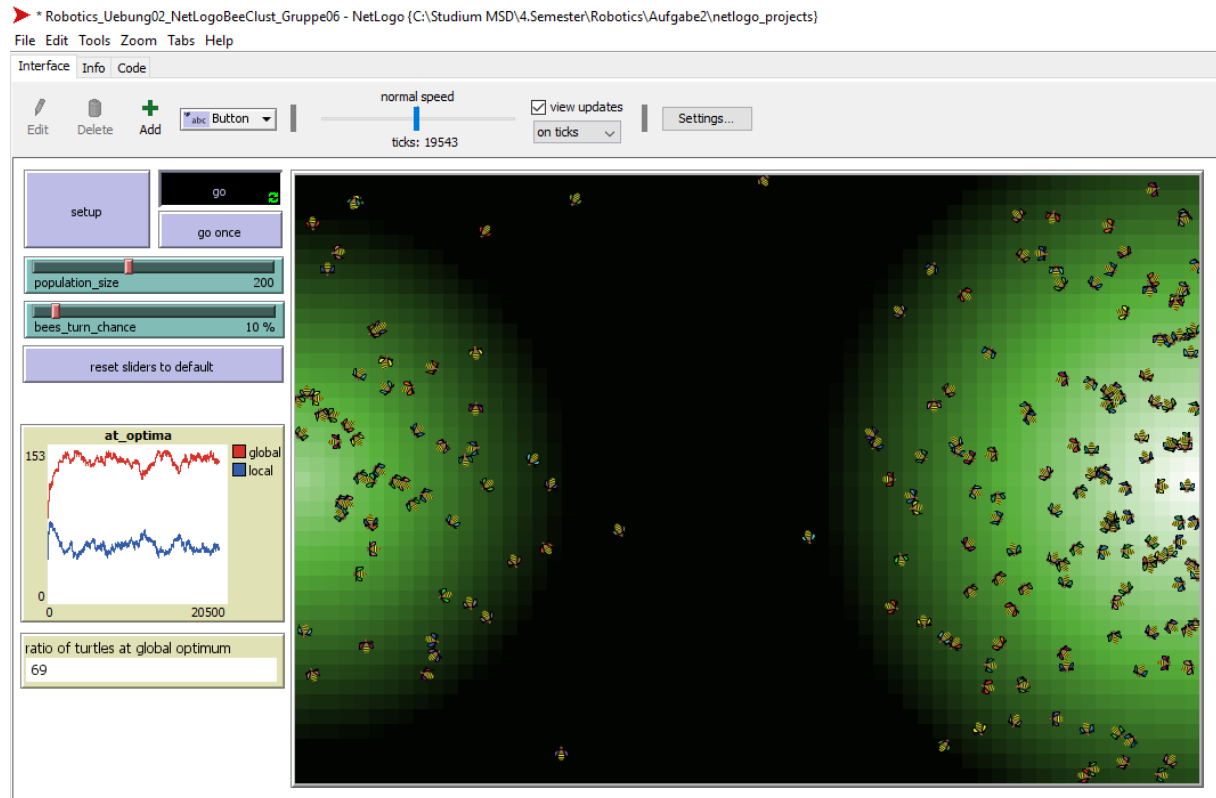 * Robotics_Uebung02_NetLogoBeeClust_Gruppe06 - NetLogo {C:\Studium MSD\4.Semester\Robotics\Aufgabe2\netlogo_projects}
File Edit Tools Zoom Tabs Help
Interface Info Code
Edit Delete Add abc Button normal speed ticks: 19543 view updates on ticks Settings...
setup
go
go once
population_size 200
bees_turn_chance 10 %
reset sliders to default
at_optima
153
0
0 20500
global
local
ratio of turtles at global optimum
69